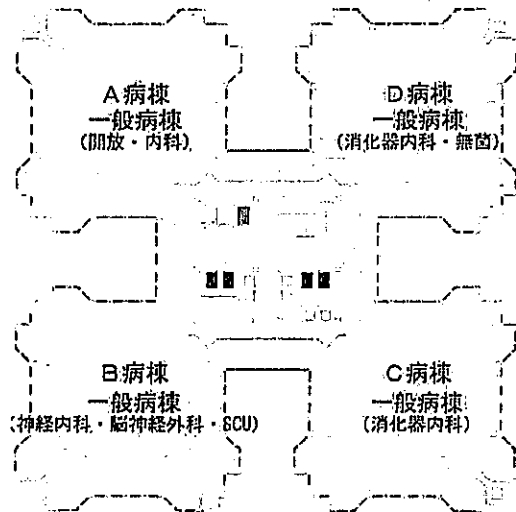 A病棟
一般病棟
(開放・内科)
D病棟
一般病棟
(消化器内科・無菌)
B病棟
一般病棟
(神経内科・脳神経外科・SCU)
C病棟
一般病棟
(消化器内科)